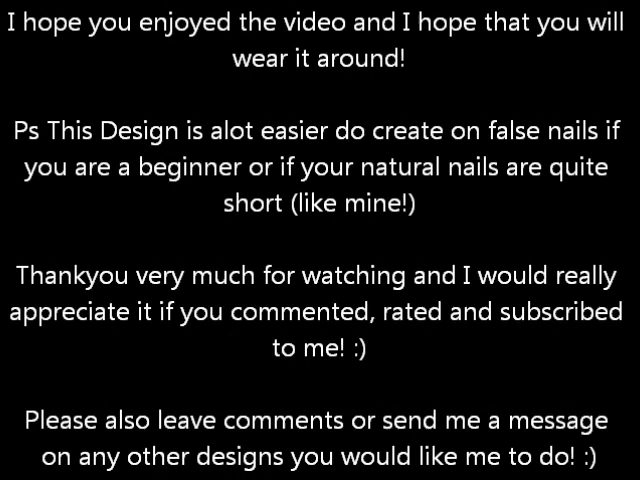 I hope you enjoyed the video and I hope that you will
wear it around!
Ps This Design is alot easier do create on false nails if
you are a beginner or if your natural nails are quite
short (like mine!)
Thankyou very much for watching and I would really
appreciate it if you commented, rated and subscribed
to me! :)
Please also leave comments or send me a message
on any other designs you would like me to do! :)